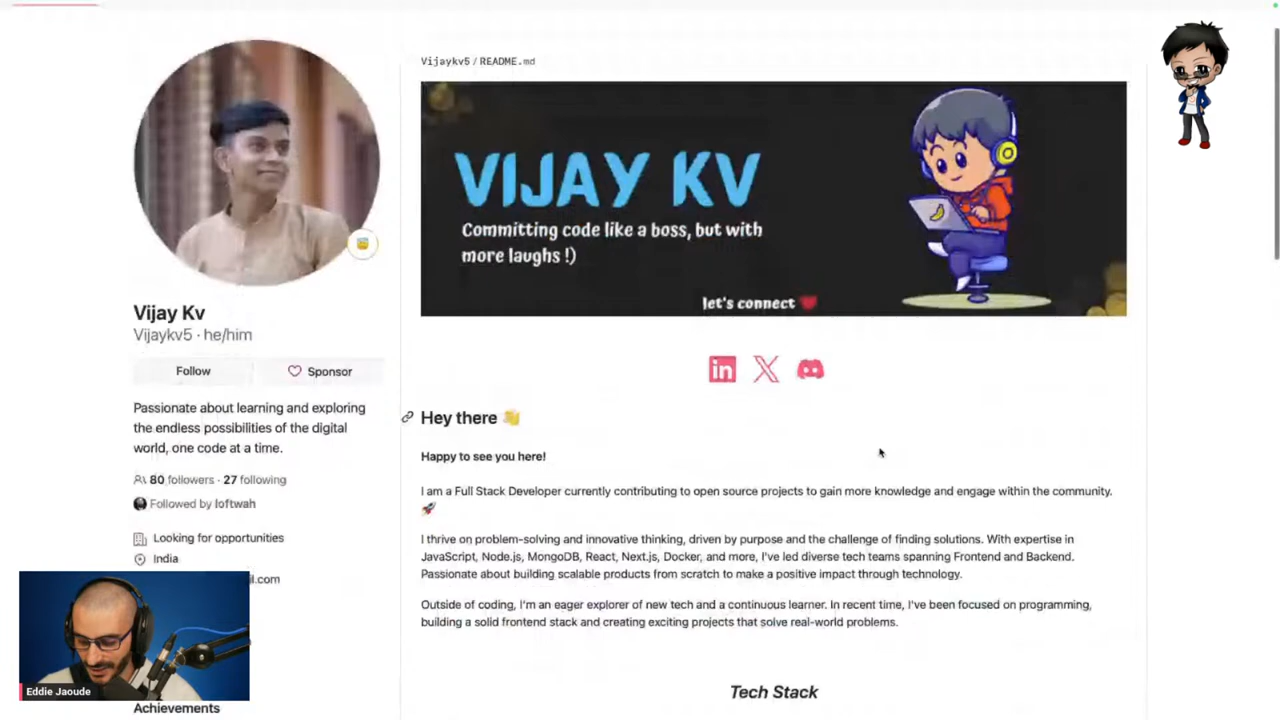 Vijaykv5 / README.md
VIJAY KV
Committing code like a boss, but with
more laughs !)
let's connect
Vijay Kv
Vijaykv5 · he/him
Follow
Sponsor
Passionate about learning and exploring
the endless possibilities of the digital
world, one code at a time.
80 followers · 27 following
Followed by loftwah
Looking for opportunities
India
il.com
Achievements
in
Hey there 👋
Happy to see you here!
I am a Full Stack Developer currently contributing to open source projects to gain more knowledge and engage within the community.
🚀
I thrive on problem-solving and innovative thinking, driven by purpose and the challenge of finding solutions. With expertise in
JavaScript, Node.js, MongoDB, React, Next.js, Docker, and more, I've led diverse tech teams spanning Frontend and Backend.
Passionate about building scalable products from scratch to make a positive impact through technology.
Outside of coding, I'm an eager explorer of new tech and a continuous learner. In recent time, I've been focused on programming,
building a solid frontend stack and creating exciting projects that solve real-world problems.
Tech Stack
Eddie Jaoude